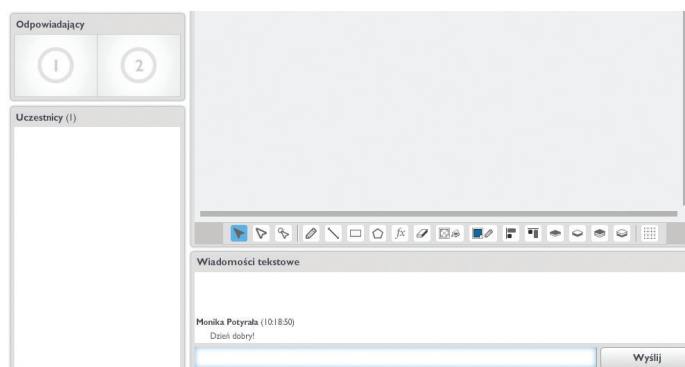 Odpowiadający
1 2
Uczestnicy (1)
fx
Wiadomości tekstowe
Monika Potyrała (10:18:50)
Dzień dobry!
Wyślij